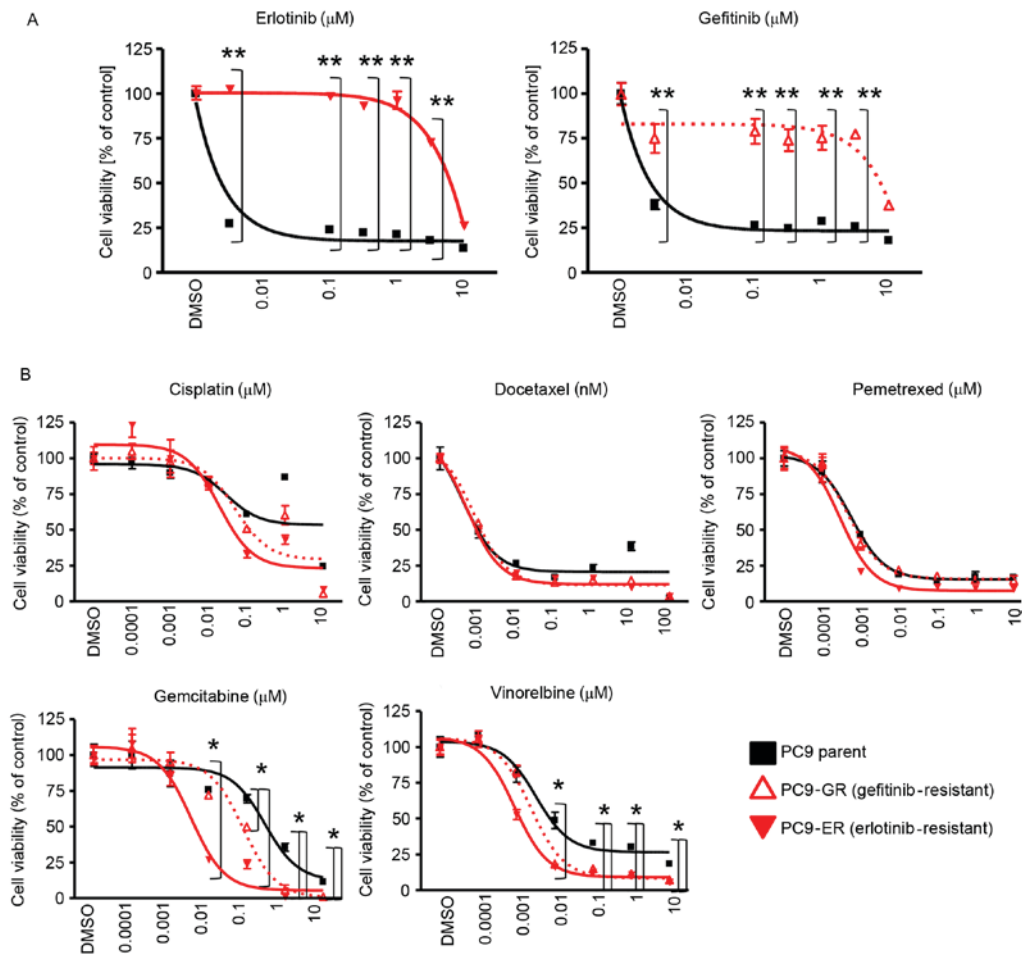 A
Erlotinib (μM)
Gefitinib (μM)
Cell viability [% of control]
125
100
75
50
25
0
** ** ** ** **
DMSO
0.01
0.1
1
10
Cell viability [% of control]
125
100
75
50
25
0
** ** ** ** **
DMSO
0.01
0.1
1
10
B
Cisplatin (μM)
Docetaxel (nM)
Pemetrexed (μM)
Cell viability (% of control)
125
100
75
50
25
0
DMSO
0.0001
0.001
0.01
0.1
1
10
Cell viability (% of control)
125
100
75
50
25
0
DMSO
0.001
0.01
0.1
1
10
100
Cell viability (% of control)
125
100
75
50
25
0
DMSO
0.0001
0.001
0.01
0.1
1
10
Gemcitabine (μM)
Vinorelbine (μM)
Cell viability (% of control)
125
100
75
50
25
0
* * * *
DMSO
0.0001
0.001
0.01
0.1
1
10
Cell viability (% of control)
125
100
75
50
25
0
* * * *
DMSO
0.0001
0.001
0.01
0.1
1
10
PC9 parent
PC9-GR (gefitinib-resistant)
PC9-ER (erlotinib-resistant)